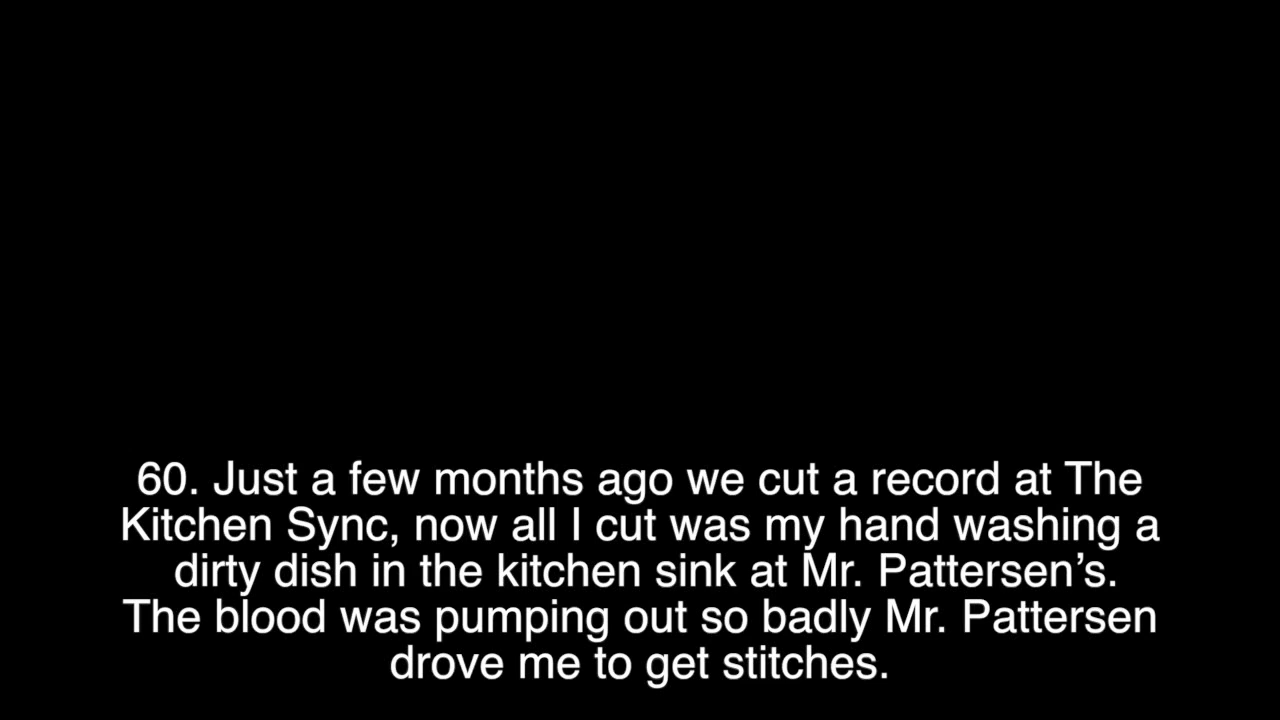 60. Just a few months ago we cut a record at The
Kitchen Sync, now all I cut was my hand washing a
dirty dish in the kitchen sink at Mr. Pattersen’s.
The blood was pumping out so badly Mr. Pattersen
drove me to get stitches.